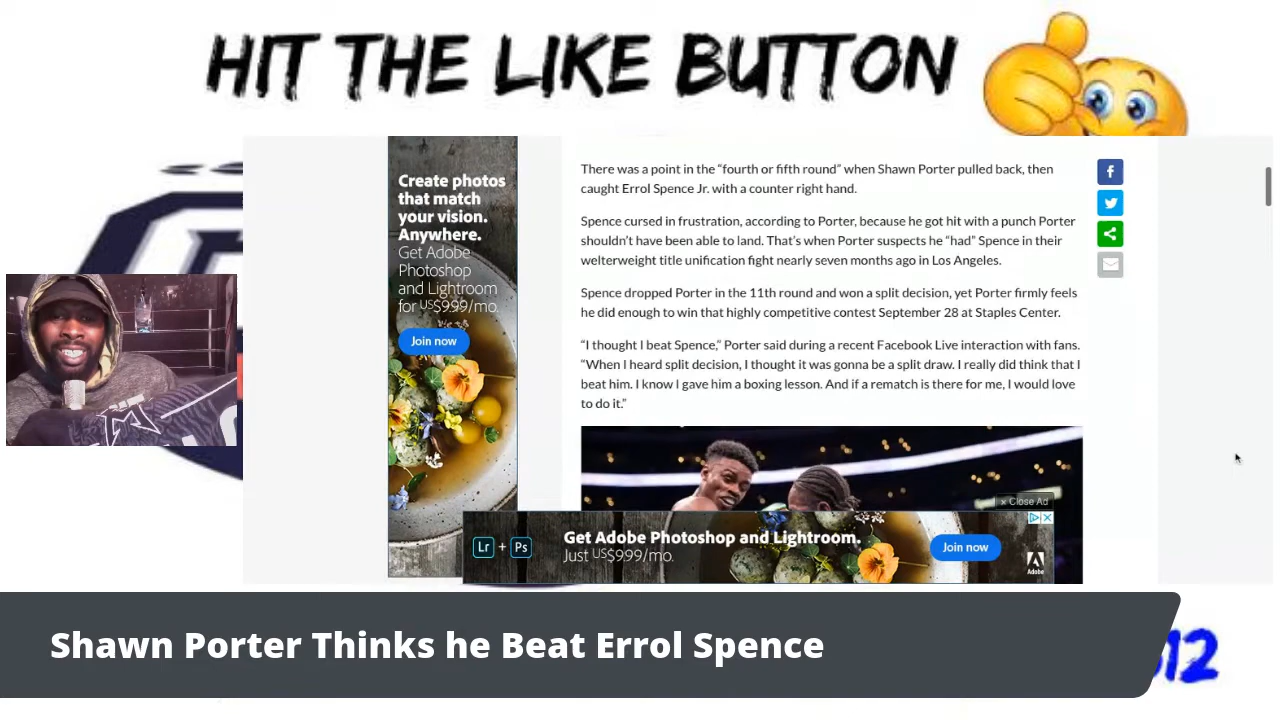 HIT THE LIKE BUTTON
Create photos
that match
your vision.
Anywhere.
Get Adobe
Photoshop
and Lightroom
for US$9.99/mo.
Join now
There was a point in the “fourth or fifth round” when Shawn Porter pulled back, then
caught Errol Spence Jr. with a counter right hand.
Spence cursed in frustration, according to Porter, because he got hit with a punch Porter
shouldn’t have been able to land. That’s when Porter suspects he “had” Spence in their
welterweight title unification fight nearly seven months ago in Los Angeles.
Spence dropped Porter in the 11th round and won a split decision, yet Porter firmly feels
he did enough to win that highly competitive contest September 28 at Staples Center.
“I thought I beat Spence,” Porter said during a recent Facebook Live interaction with fans.
“When I heard split decision, I thought it was gonna be a split draw. I really did think that I
beat him. I know I gave him a boxing lesson. And if a rematch is there for me, I would love
to do it.”
× Close Ad
Lr + Ps
Get Adobe Photoshop and Lightroom.
Just US$9.99/mo.
Join now
Adobe
Shawn Porter Thinks he Beat Errol Spence
12